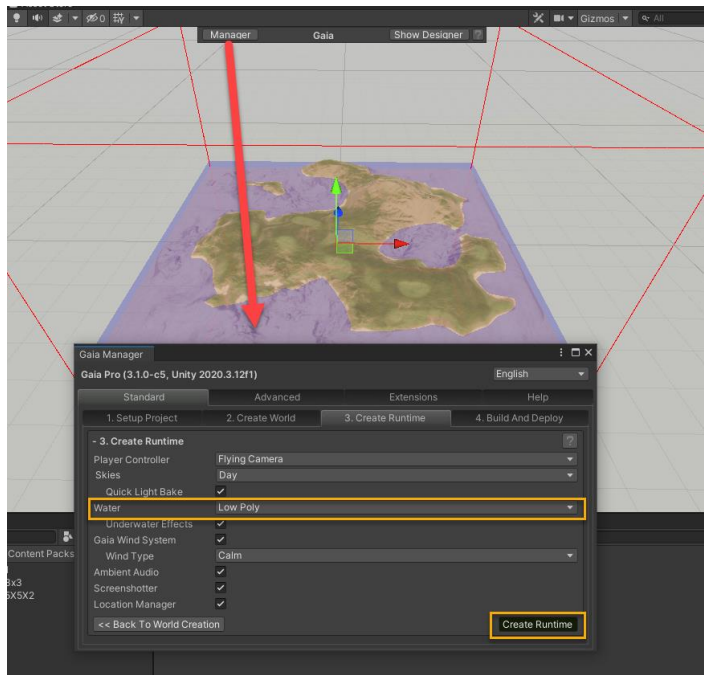 0
Gizmos
All
Manager
Gaia
Show Designer
?
Gaia Manager
Gaia Pro (3.1.0-c5, Unity 2020.3.12f1)
English
Standard
Advanced
Extensions
Help
1. Setup Project
2. Create World
3. Create Runtime
4. Build And Deploy
- 3. Create Runtime
?
Player Controller
Flying Camera
Skies
Day
Quick Light Bake
Water
Low Poly
Underwater Effects
Gaia Wind System
Wind Type
Calm
Ambient Audio
Screenshotter
Location Manager
<< Back To World Creation
Create Runtime
Content Packs
3x3
5X5X2